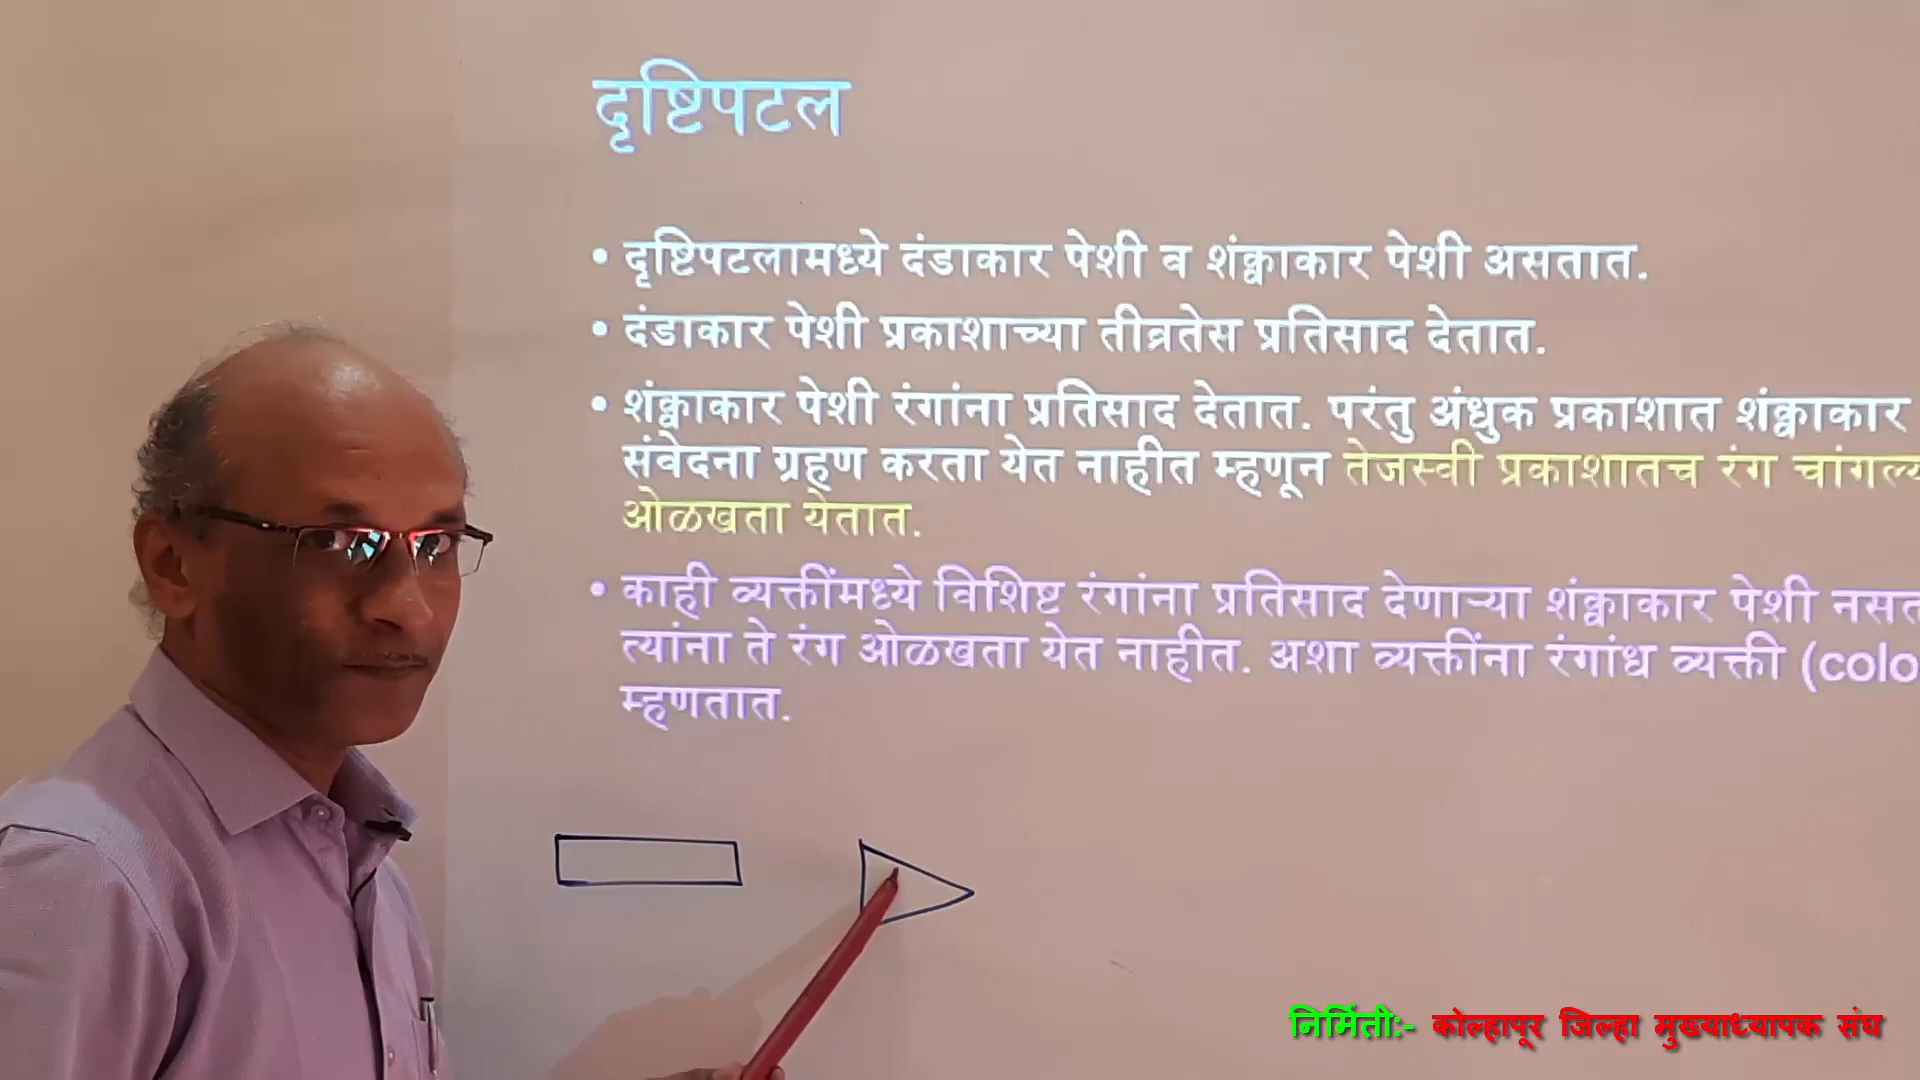 दृष्टिपटल
• दृष्टिपटलामध्ये दंडाकार पेशी व शंक्वाकार पेशी असतात.
• दंडाकार पेशी प्रकाशाच्या तीव्रतेस प्रतिसाद देतात.
• शंक्वाकार पेशी रंगांना प्रतिसाद देतात. परंतु अंधुक प्रकाशात शंक्वाकार
संवेदना ग्रहण करता येत नाहीत म्हणून तेजस्वी प्रकाशातच रंग
ओळखता येतात.
• काही व्यक्तींमध्ये विशिष्ट रंगांना प्रतिसाद देणाऱ्या शंक्वाकार पेशी
त्यांना ते रंग ओळखता येत नाहीत. अशा व्यक्तींना रंगांध व्यक्ती (colo
म्हणतात.
निर्मिती:- कोल्हापूर जिल्हा मुख्याध्यापक संघ